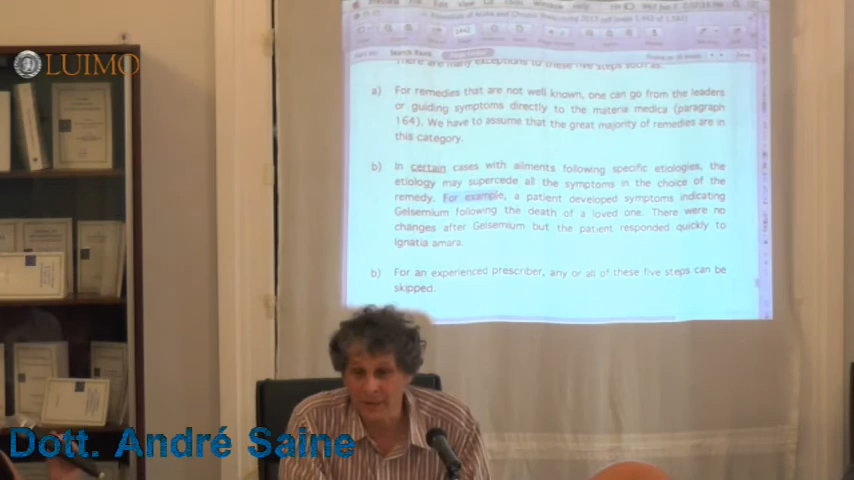 LUIMO
1442
Search Rank
There are many exceptions to these five steps such as:
a) For remedies that are not well known, one can go from the leaders
or guiding symptoms directly to the materia medica (paragraph
164). We have to assume that the great majority of remedies are in
this category.
b) In certain cases with ailments following specific etiologies, the
etiology may supercede all the symptoms in the choice of the
remedy. For example, a patient developed symptoms indicating
Gelsemium following the death of a loved one. There were no
changes after Gelsemium but the patient responded quickly to
Ignatia amara.
b) For an experienced prescriber, any or all of these five steps can be
skipped.
Dott. André Saine